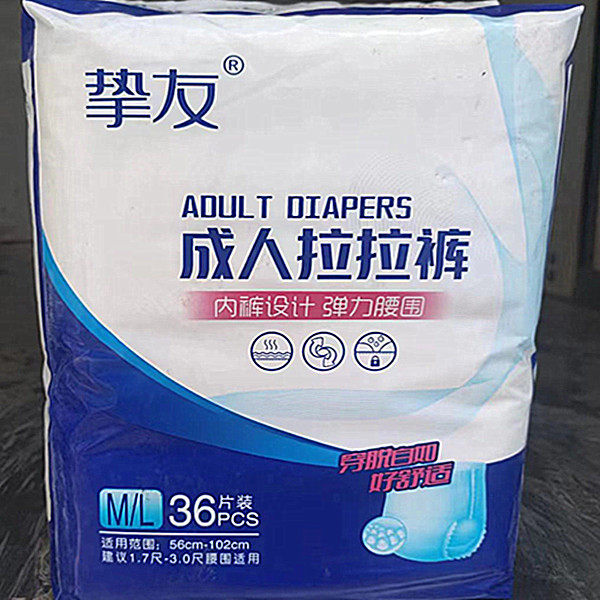 挚友®
ADULT DIAPERS
成人拉拉裤
内裤设计 弹力腰围
穿脱自如
好舒适
M/L 36片装
PCS
适用范围: 56cm-102cm
建议1.7尺-3.0尺腰围适用